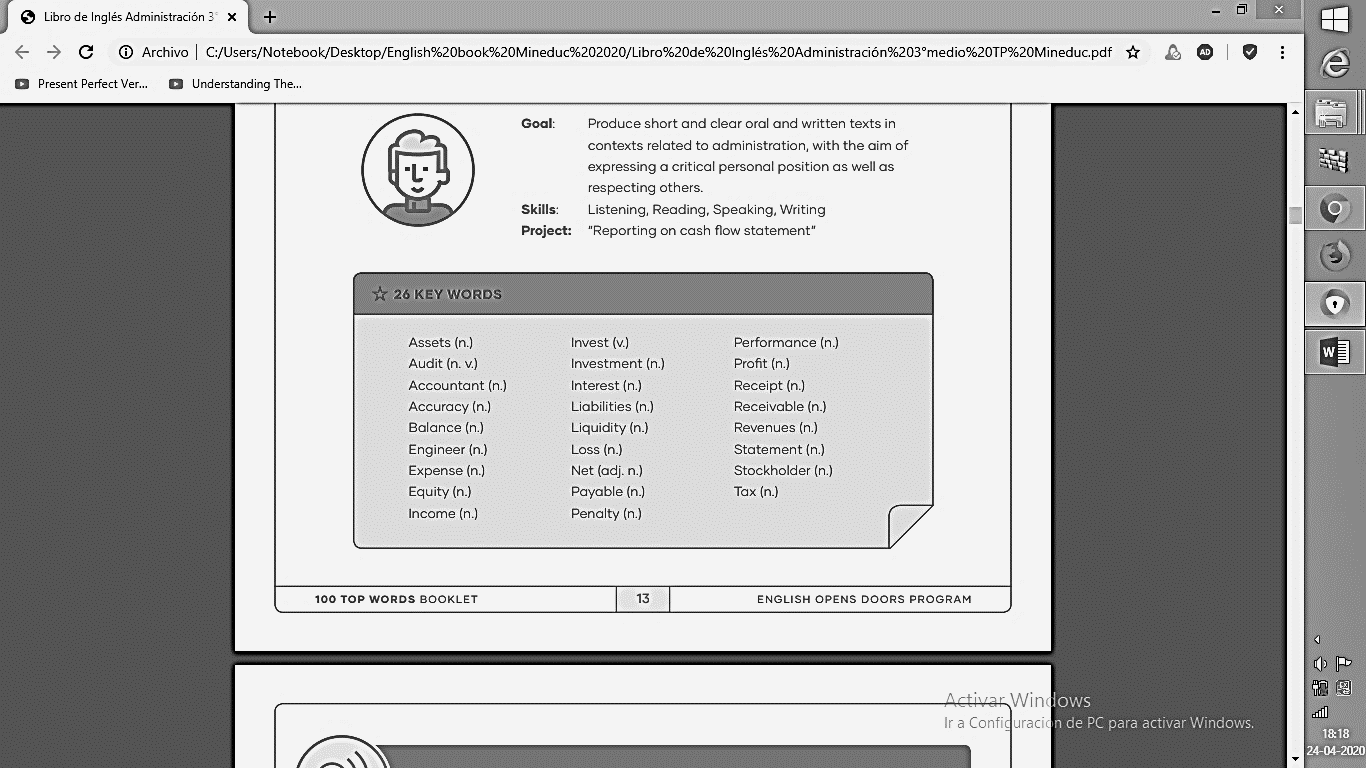 Libro de Inglés Administración 3°
Archivo
C:/Users/Notebook/Desktop/English%20book%20Mineduc%202020/Libro%20de%20Inglés%20Administración%203°medio%20TP%20Mineduc.pdf
Present Perfect Ver...
Understanding The...
Goal: Produce short and clear oral and written texts in
contexts related to administration, with the aim of
expressing a critical personal position as well as
respecting others.
Skills: Listening, Reading, Speaking, Writing
Project: “Reporting on cash flow statement”
26 KEY WORDS
Assets (n.)
Audit (n. v.)
Accountant (n.)
Accuracy (n.)
Balance (n.)
Engineer (n.)
Expense (n.)
Equity (n.)
Income (n.)
Invest (v.)
Investment (n.)
Interest (n.)
Liabilities (n.)
Liquidity (n.)
Loss (n.)
Net (adj. n.)
Payable (n.)
Penalty (n.)
Performance (n.)
Profit (n.)
Receipt (n.)
Receivable (n.)
Revenues (n.)
Statement (n.)
Stockholder (n.)
Tax (n.)
100 TOP WORDS BOOKLET
13
ENGLISH OPENS DOORS PROGRAM
Activar Windows
Ir a Configuración de PC para activar Windows.
18:18
24-04-2020